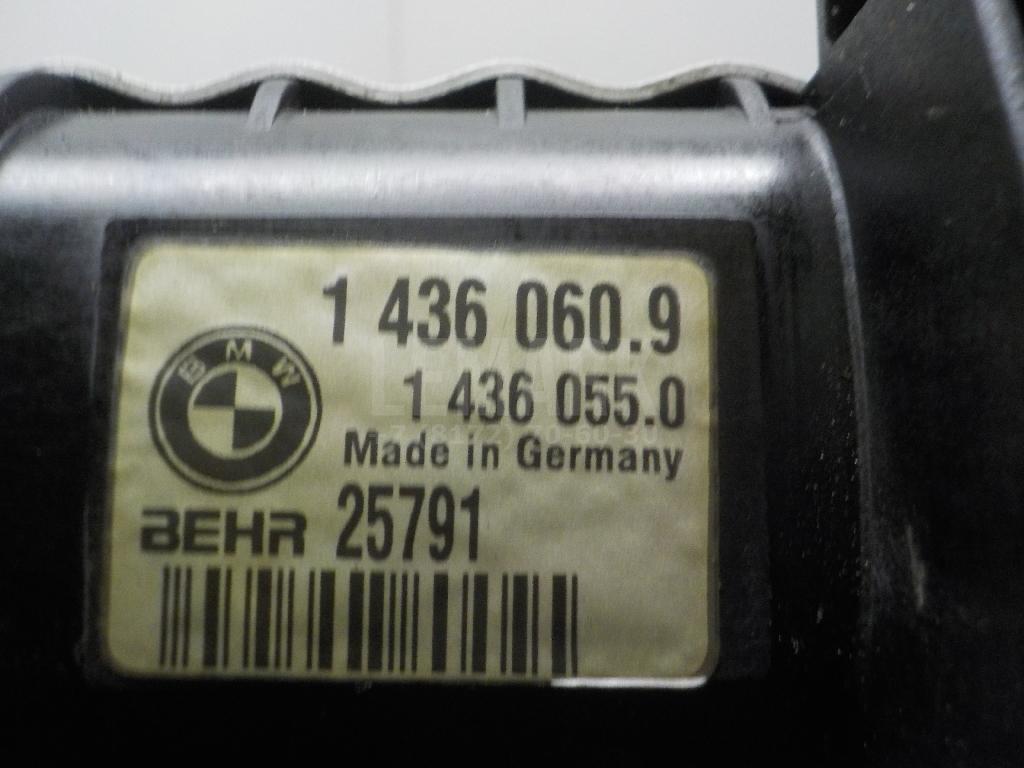 1 436 060.9
1 436 055.0
Made in Germany
BMW
BEHR 25791